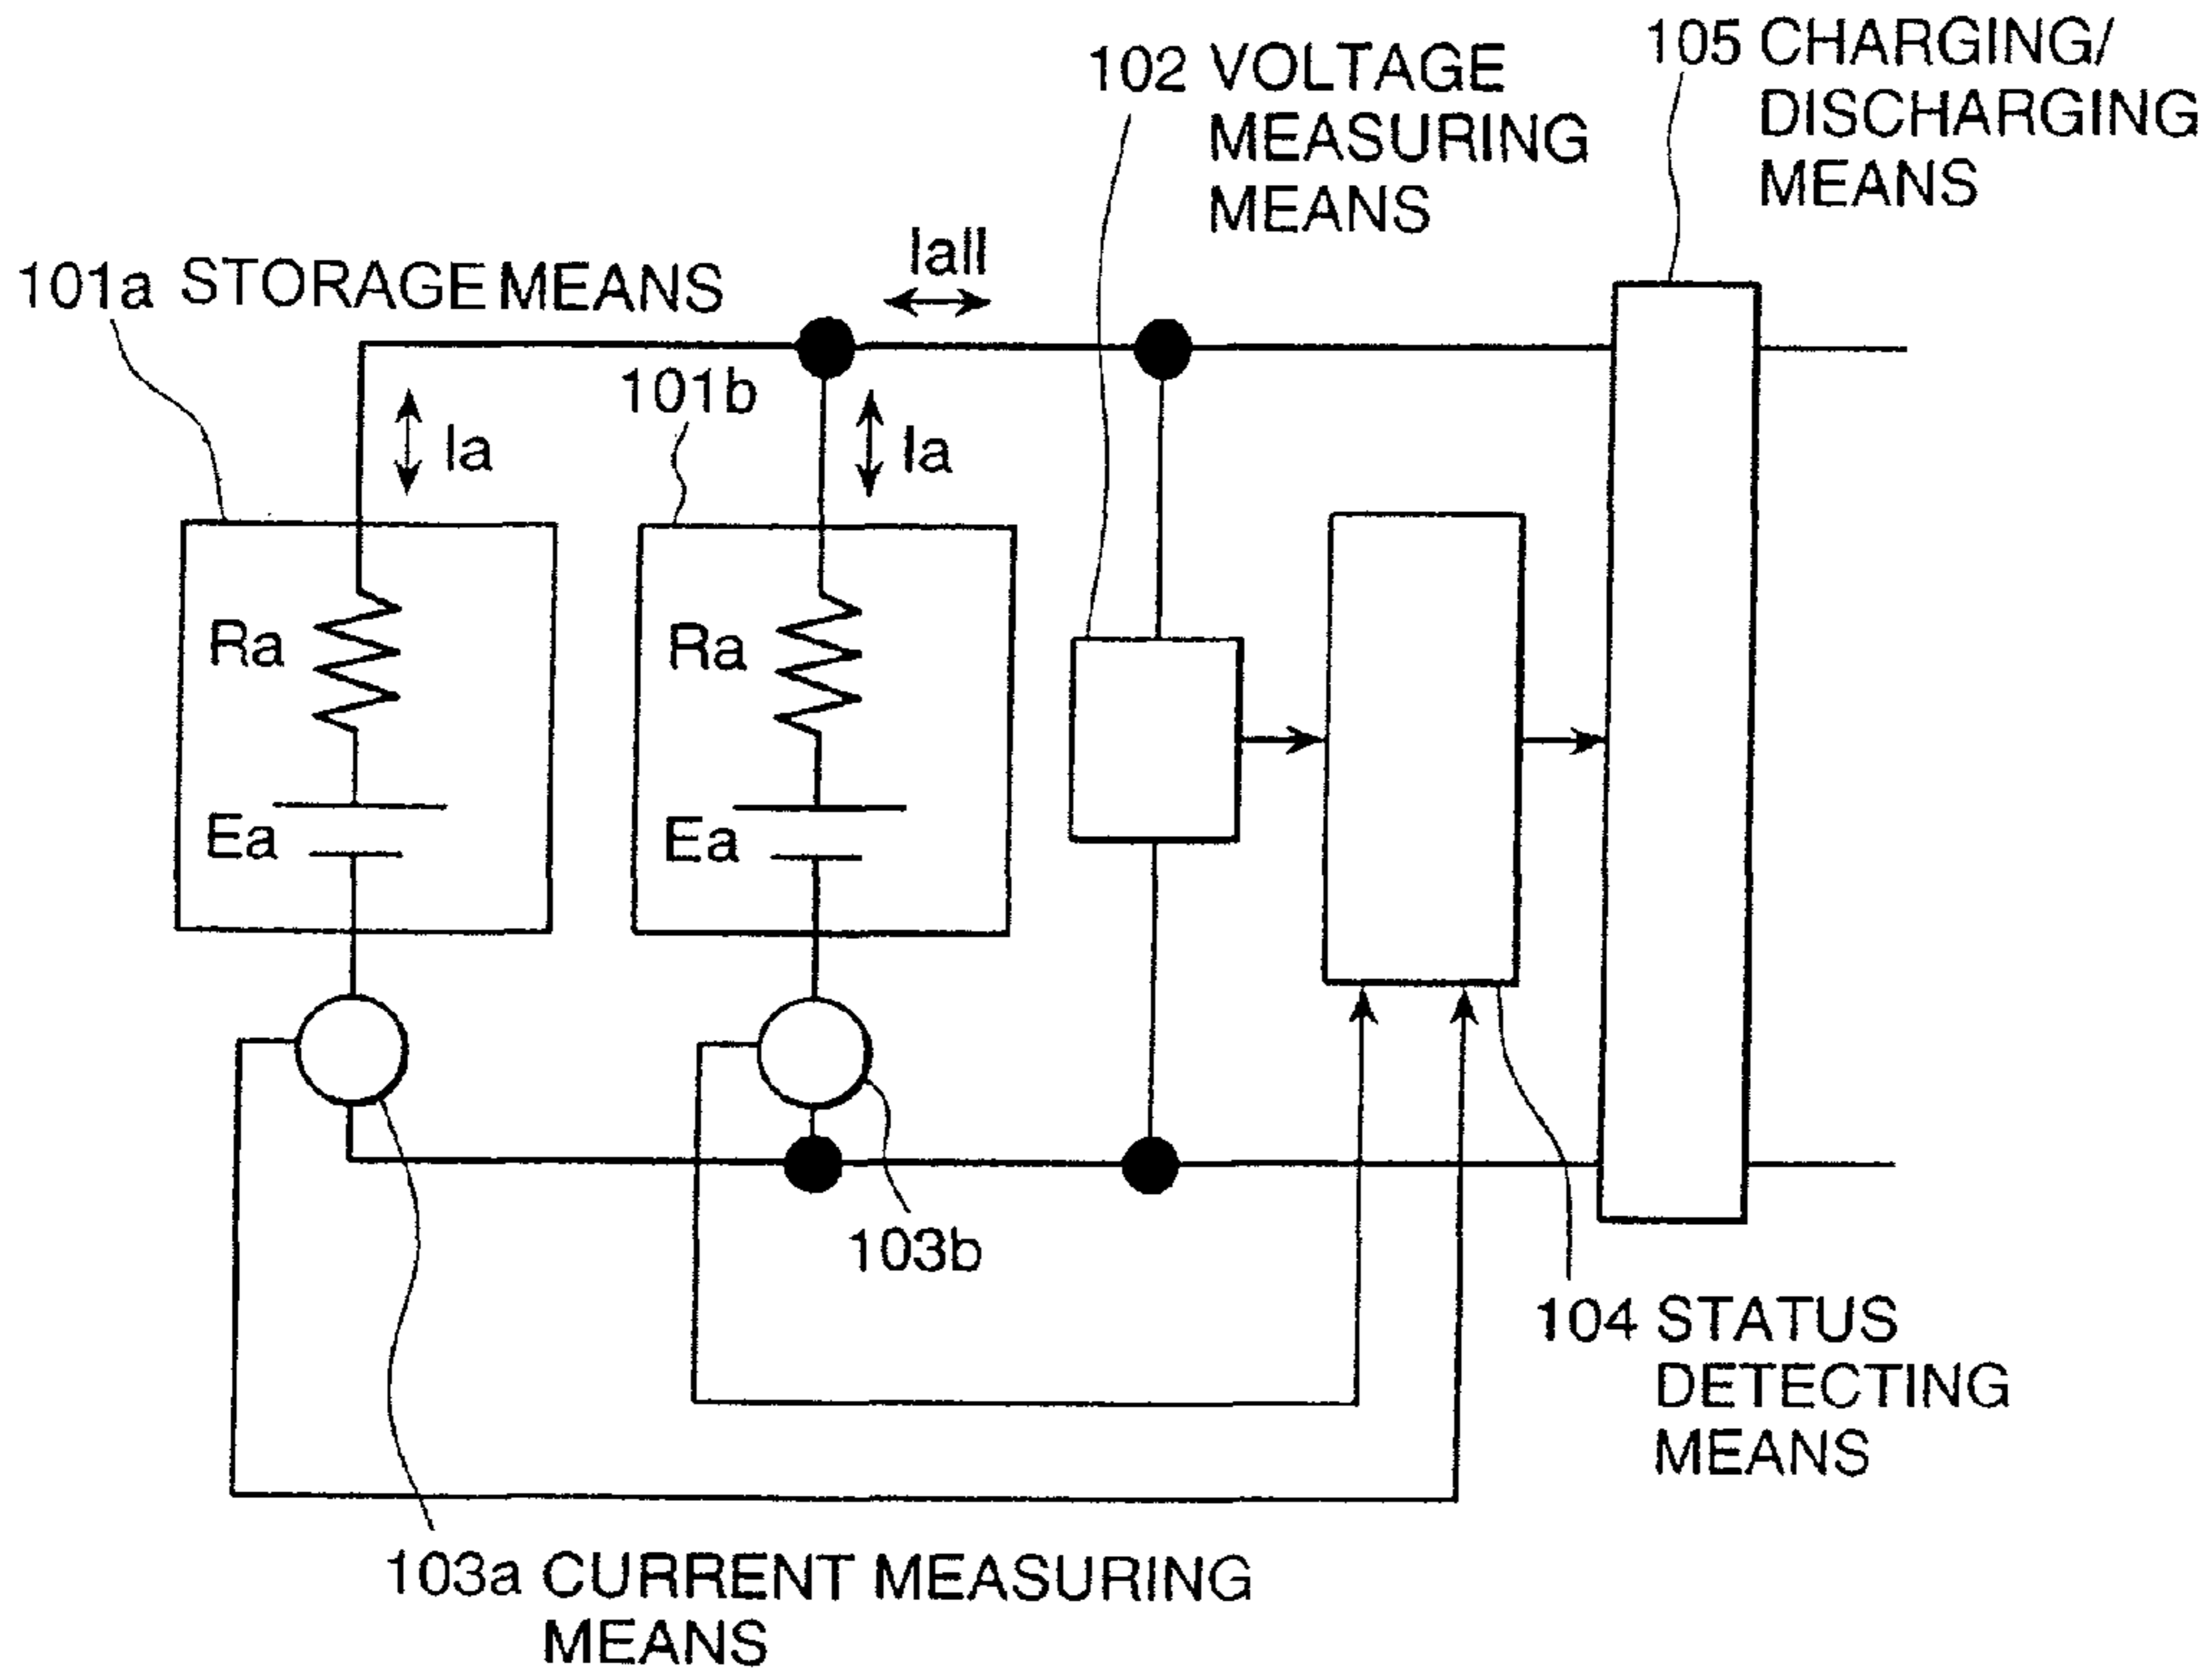 105 CHARGING/
DISCHARGING
MEANS
102 VOLTAGE
MEASURING
MEANS
Iall
101a STORAGE MEANS
101b
Ia
Ia
Ra
Ra
Ea
Ea
103b
104 STATUS
DETECTING
MEANS
103a CURRENT MEASURING
MEANS